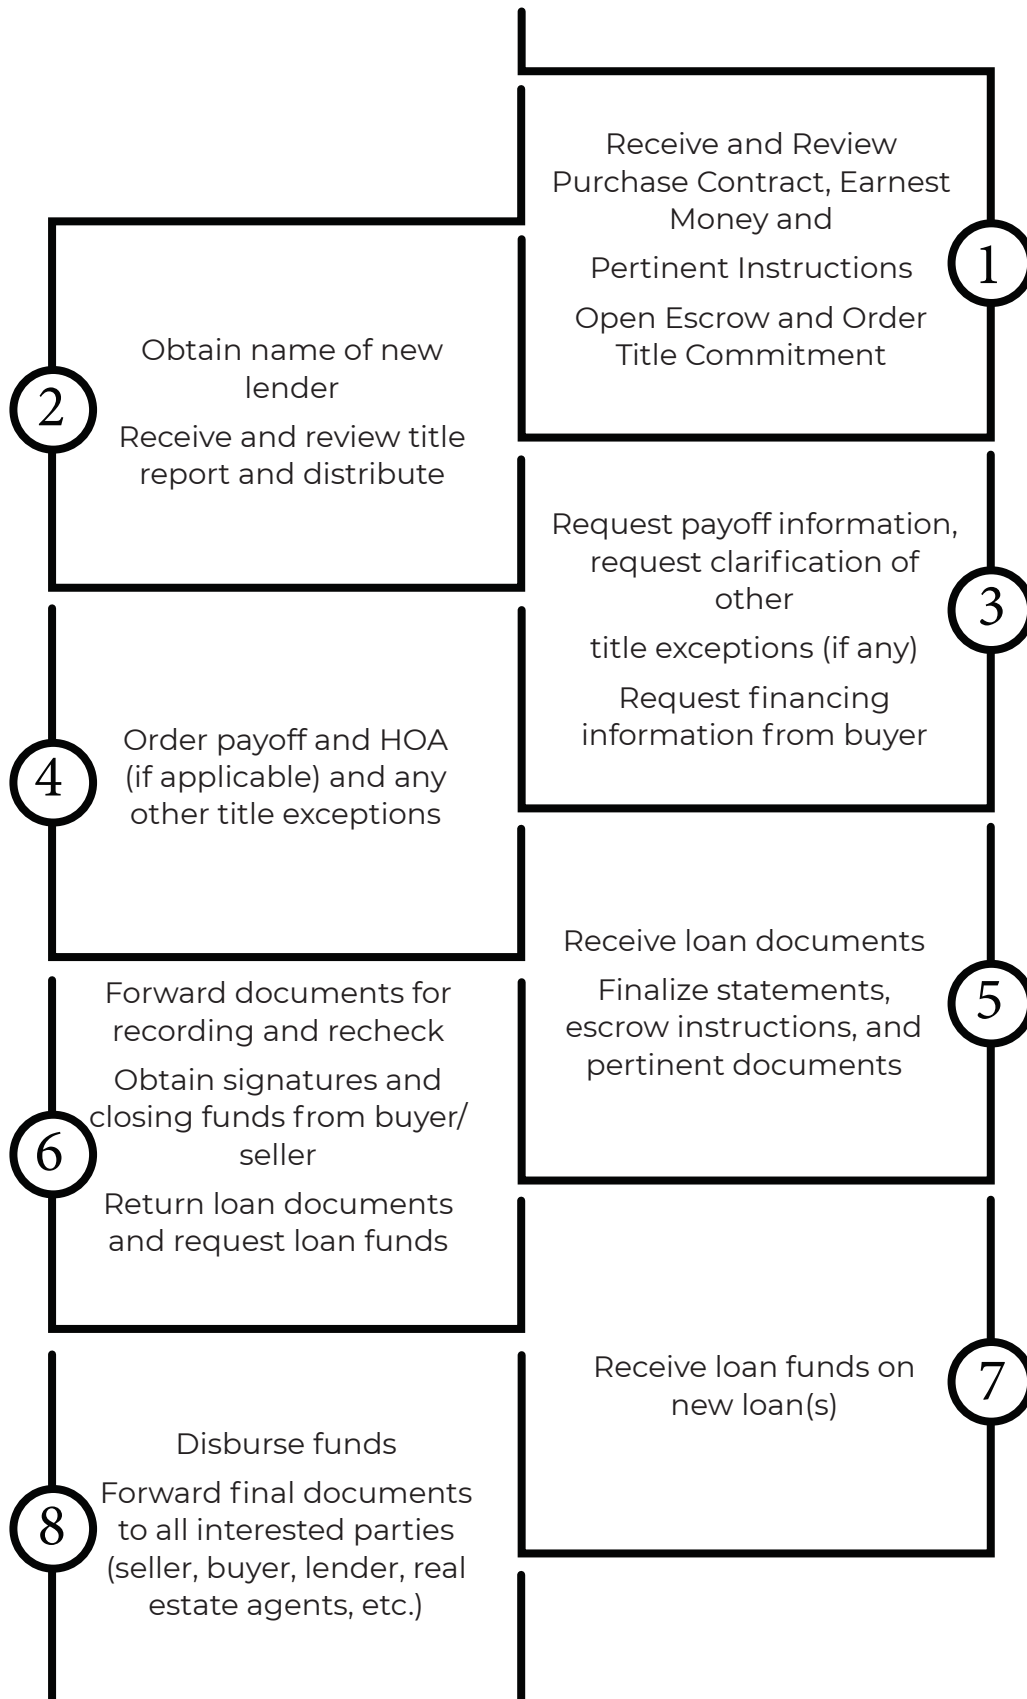 1
Receive and Review
Purchase Contract, Earnest
Money and
Pertinent Instructions
Open Escrow and Order
Title Commitment
2
Obtain name of new
lender
Receive and review title
report and distribute
3
Request payoff information,
request clarification of
other
title exceptions (if any)
Request financing
information from buyer
4
Order payoff and HOA
(if applicable) and any
other title exceptions
5
Receive loan documents
Finalize statements,
escrow instructions, and
pertinent documents
6
Forward documents for
recording and recheck
Obtain signatures and
closing funds from buyer/
seller
Return loan documents
and request loan funds
7
Receive loan funds on
new loan(s)
8
Disburse funds
Forward final documents
to all interested parties
(seller, buyer, lender, real
estate agents, etc.)